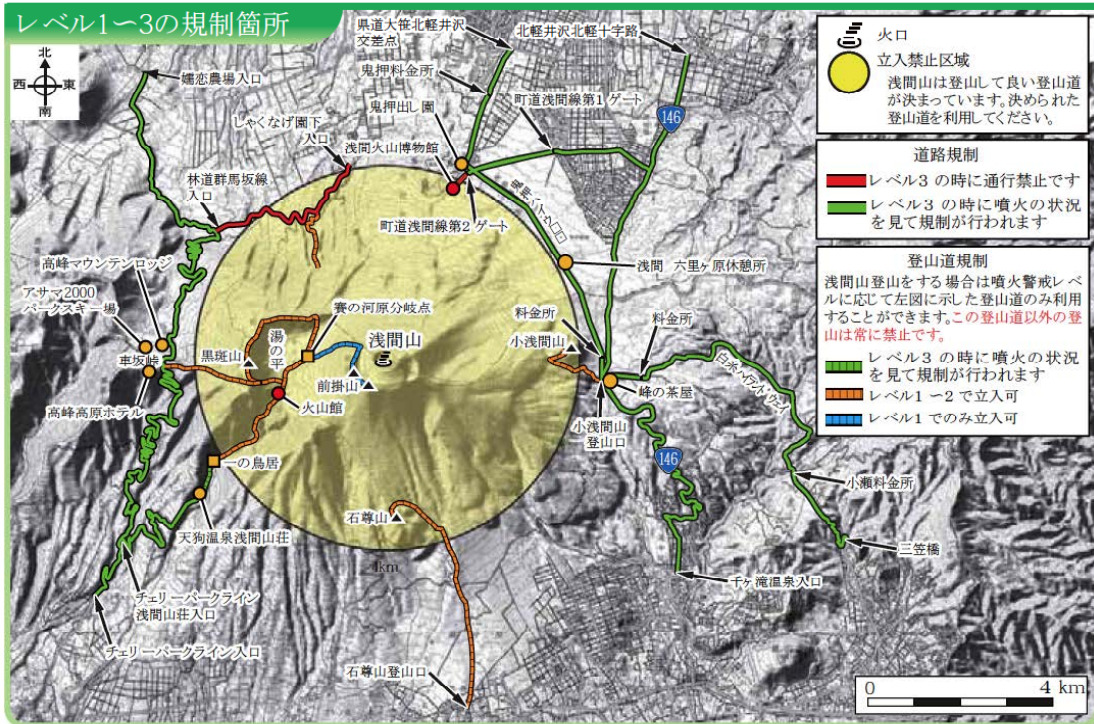 レベル1〜3の規制箇所
北
西
東
南
嬬恋農場入口
しゃくなげ園下
入口
林道群馬坂線
入口
県道大笹北軽井沢
交差点
北軽井沢北軽十字路
鬼押料金所
町道浅間線第1 ゲート
鬼押出し園
浅間火山博物館
146
町道浅間線第2 ゲート
浅間 六里ヶ原休憩所
高峰マウンテンロッジ
アサマ2000
パークスキー場
車坂峠
高峰高原ホテル
黒斑山
湯の平
賽の河原分岐点
浅間山
前掛山
火山館
一の鳥居
天狗温泉浅間山荘
チェリーパークライン
浅間山荘入口
チェリーパークライン入口
料金所
小浅間山
料金所
白糸ハイランドウェイ
峰の茶屋
小浅間山
登山口
146
小瀬料金所
三笠橋
千ヶ滝温泉入口
石尊山
4km
石尊山登山口
火口
立入禁止区域
浅間山は登山して良い登山道
が決まっています。決められた
登山道を利用してください。
道路規制
レベル3 の時に通行禁止です
レベル3 の時に噴火の状況
を見て規制が行われます
登山道規制
浅間山登山をする場合は噴火警戒レベ
ルに応じて左図に示した登山道のみ利用
することができます。この登山道以外の登
山は常に禁止です。
レベル3 の時に噴火の状況
を見て規制が行われます
レベル1 〜2 で立入可
レベル1 でのみ立入可
0
4 km